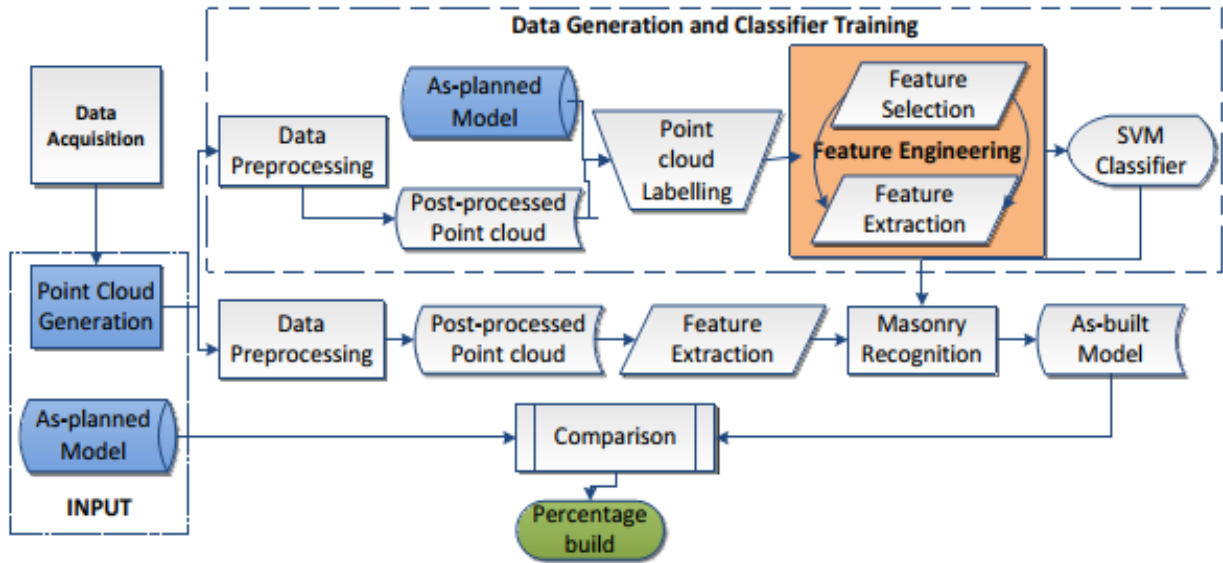 Data Generation and Classifier Training
Data
Acquisition
As-planned
Model
Data
Preprocessing
Post-processed
Point cloud
Point
cloud
Labelling
Feature
Selection
Feature Engineering
Feature
Extraction
SVM
Classifier
Point Cloud
Generation
Data
Preprocessing
Post-processed
Point cloud
Feature
Extraction
Masonry
Recognition
As-built
Model
As-planned
Model
INPUT
Comparison
Percentage
build